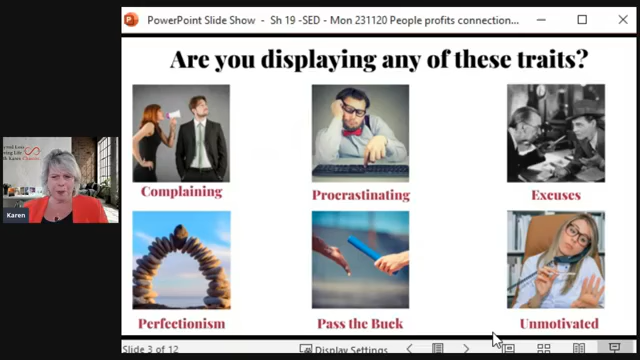 PowerPoint Slide Show - Sh 19 -SED - Mon 231120 People profits connection...
Are you displaying any of these traits?
Complaining
Procrastinating
Excuses
Karen
Perfectionism
Pass the Buck
Unmotivated
Slide 3 of 12
Display Settings